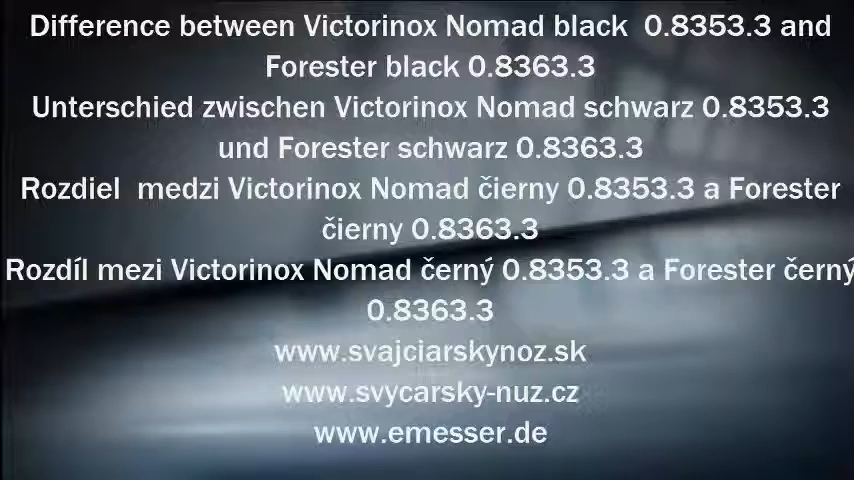 Difference between Victorinox Nomad black  0.8353.3 and
Forester black 0.8363.3
Unterschied zwischen Victorinox Nomad schwarz 0.8353.3
und Forester schwarz 0.8363.3
Rozdiel  medzi Victorinox Nomad čierny 0.8353.3 a Forester
čierny 0.8363.3
Rozdíl mezi Victorinox Nomad černý 0.8353.3 a Forester černý
0.8363.3
www.svajciarskynoz.sk
www.svycarsky-nuz.cz
www.emesser.de